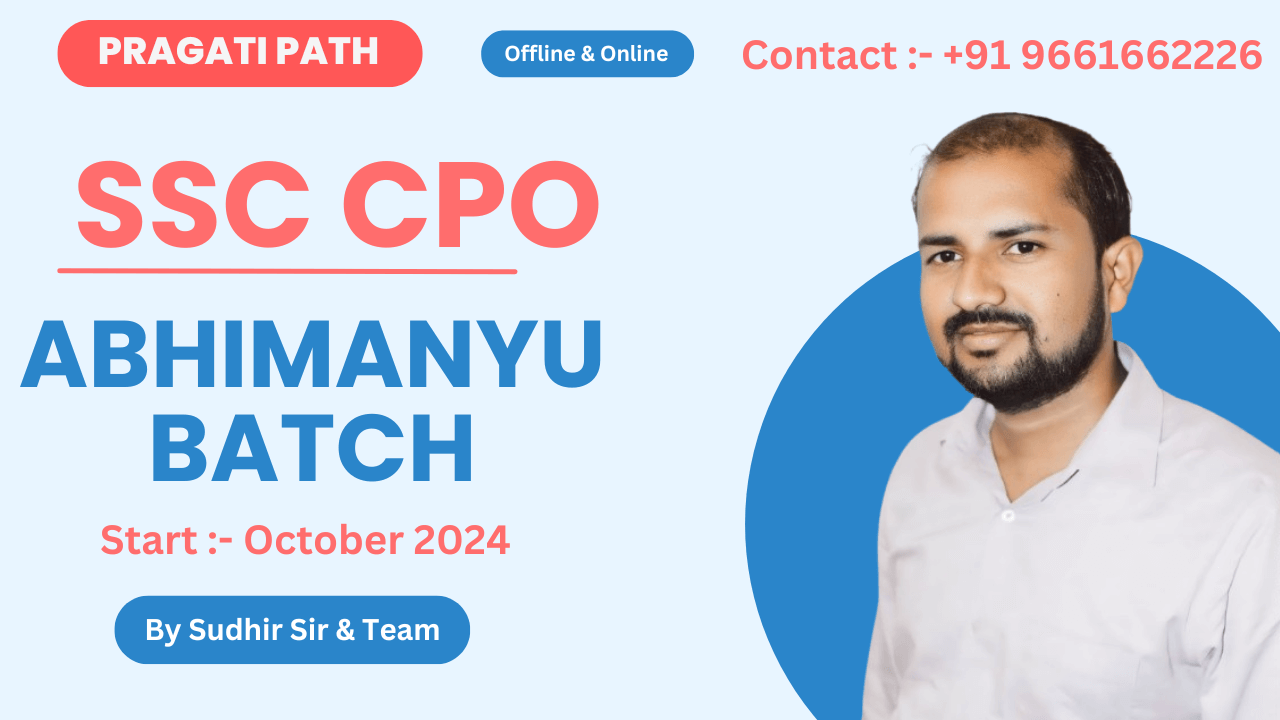 PRAGATI PATH
Offline & Online
Contact :- +91 9661662226
SSC CPO
ABHIMANYU
BATCH
Start :- October 2024
By Sudhir Sir & Team